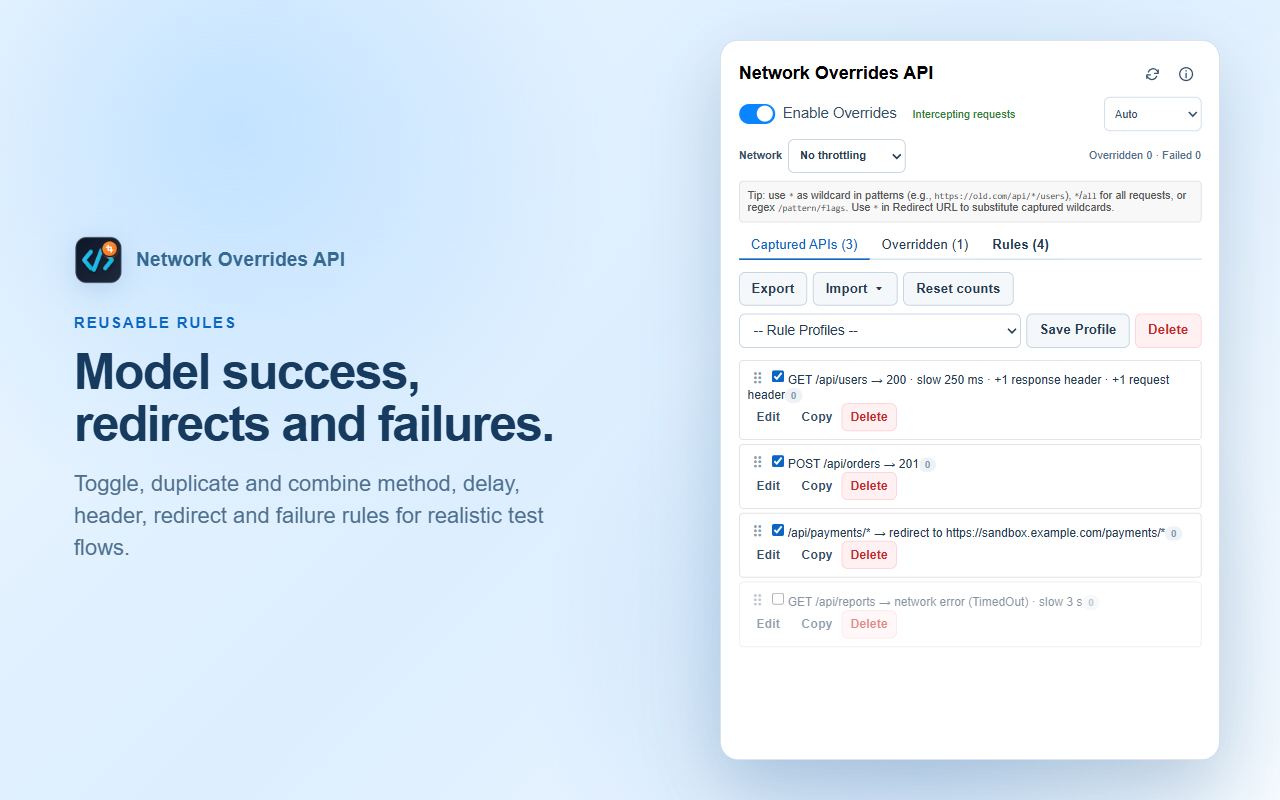 Network Overrides API
REUSABLE RULES
Model success,
redirects and failures.
Toggle, duplicate and combine method, delay,
header, redirect and failure rules for realistic test
flows.
Network Overrides API
Enable Overrides Intercepting requests Auto
Network No throttling Overridden 0 · Failed 0
Tip: use * as wildcard in patterns (e.g., https://old.com/api/*/users), */all for all requests, or
regex /pattern/flags. Use * in Redirect URL to substitute captured wildcards.
Captured APIs (3) Overridden (1) Rules (4)
Export Import Reset counts
-- Rule Profiles -- Save Profile Delete
GET /api/users → 200 · slow 250 ms · +1 response header · +1 request
header 0
Edit Copy Delete
POST /api/orders → 201 0
Edit Copy Delete
/api/payments/* → redirect to https://sandbox.example.com/payments/* 0
Edit Copy Delete
GET /api/reports → network error (TimedOut) · slow 3 s 0
Edit Copy Delete